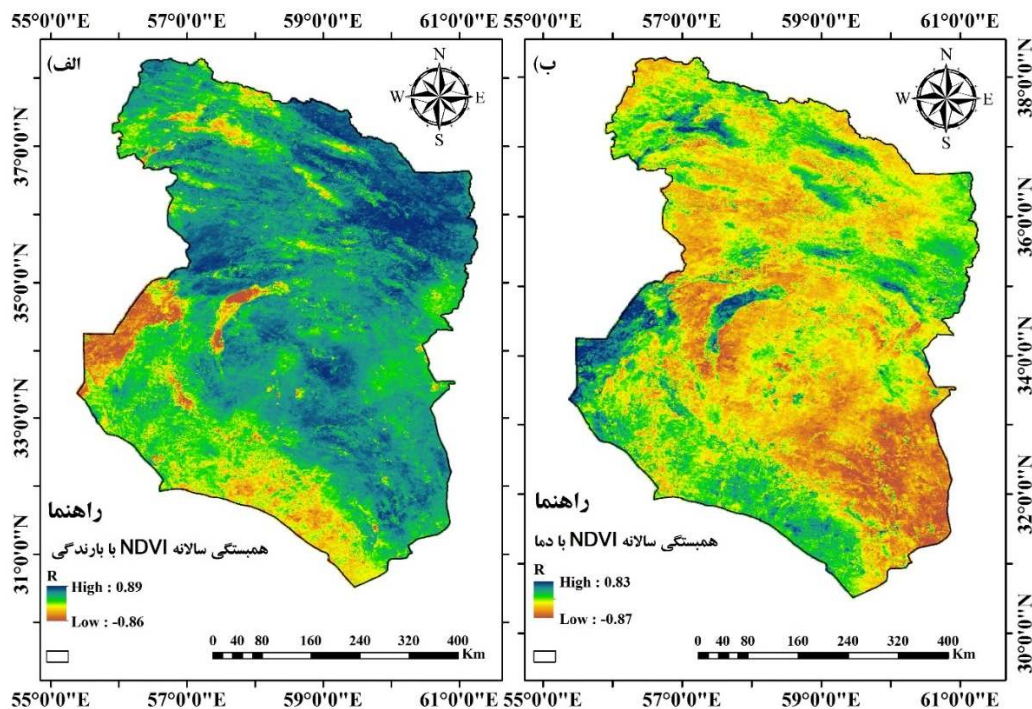 55°0'0"E 57°0'0"E 59°0'0"E 61°0'0"E
الف)
N
W E
S
37°0'0"N
35°0'0"N
33°0'0"N
31°0'0"N
راهنما
همبستگی سالانه NDVI با بارندگی
R
High : 0.89
Low : -0.86
0 40 80 160 240 320 400
Km
55°0'0"E 57°0'0"E 59°0'0"E 61°0'0"E
55°0'0"E 57°0'0"E 59°0'0"E 61°0'0"E
ب)
N
W E
S
38°0'0"N
36°0'0"N
34°0'0"N
32°0'0"N
30°0'0"N
راهنما
همبستگی سالانه NDVI با دما
R
High : 0.83
Low : -0.87
0 40 80 160 240 320 400
Km
55°0'0"E 57°0'0"E 59°0'0"E 61°0'0"E